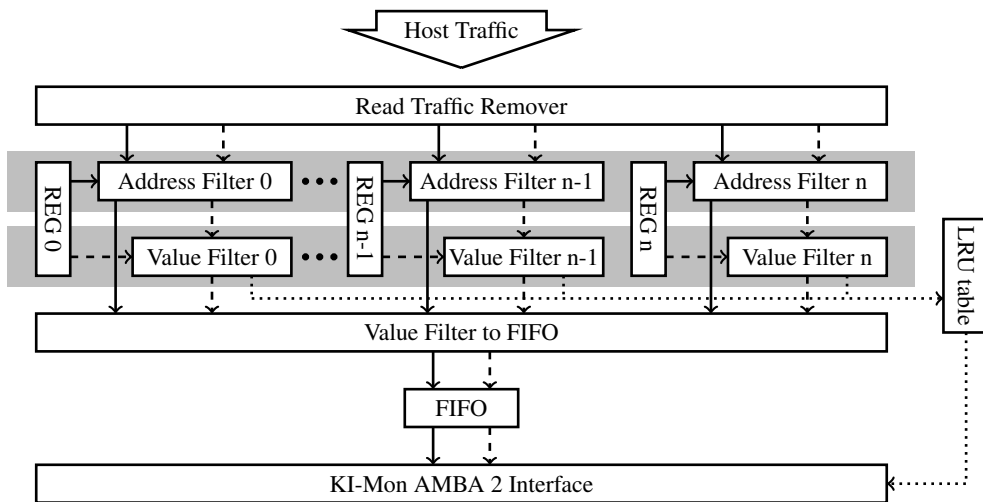 Host Traffic
Read Traffic Remover
REG 0
Address Filter 0
REG n-1
Address Filter n-1
REG n
Address Filter n
Value Filter 0
Value Filter n-1
Value Filter n
LRU table
Value Filter to FIFO
FIFO
KI-Mon AMBA 2 Interface